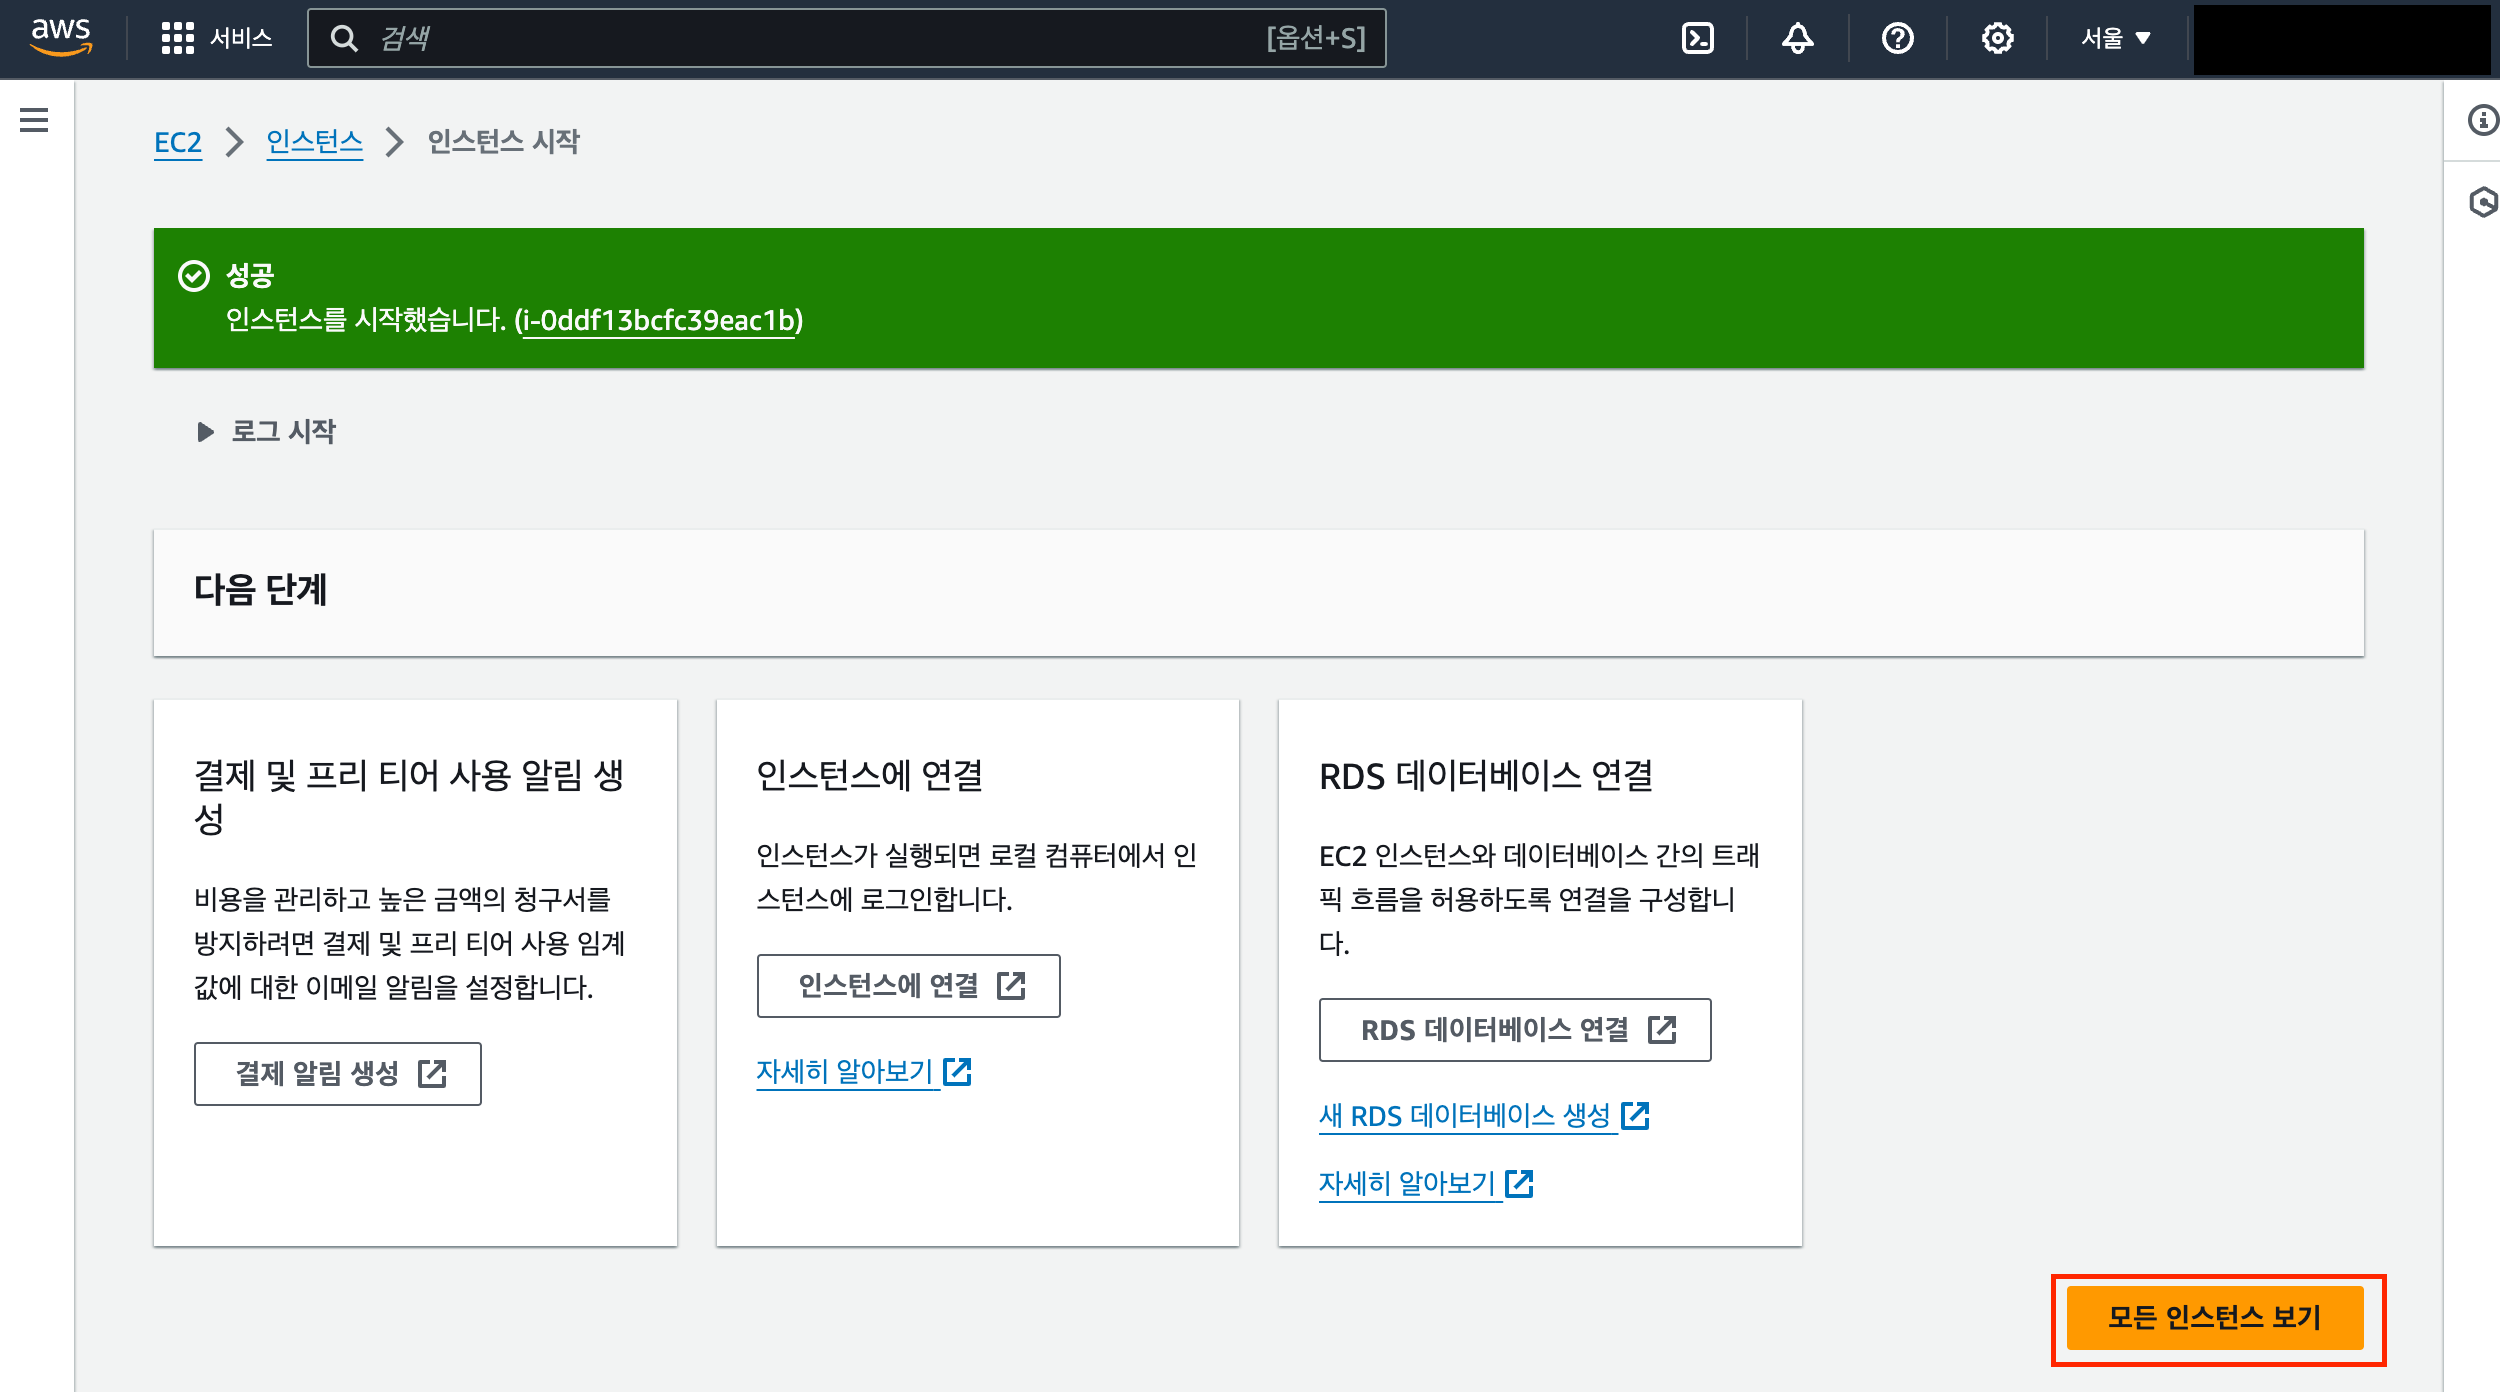 aws
서비스
검색
[옵션+S]
서울
EC2
인스턴스
인스턴스 시작
성공
인스턴스를 시작했습니다. (i-0ddf13bcfc39eac1b)
로그 시작
다음 단계
결제 및 프리 티어 사용 알림 생
성
비용을 관리하고 높은 금액의 청구서를
방지하려면 결제 및 프리 티어 사용 임계
값에 대한 이메일 알림을 설정합니다.
결제 알림 생성
인스턴스에 연결
인스턴스가 실행되면 로컬 컴퓨터에서 인
스턴스에 로그인합니다.
인스턴스에 연결
자세히 알아보기
RDS 데이터베이스 연결
EC2 인스턴스와 데이터베이스 간의 트래
픽 흐름을 허용하도록 연결을 구성합니
다.
RDS 데이터베이스 연결
새 RDS 데이터베이스 생성
자세히 알아보기
모든 인스턴스 보기